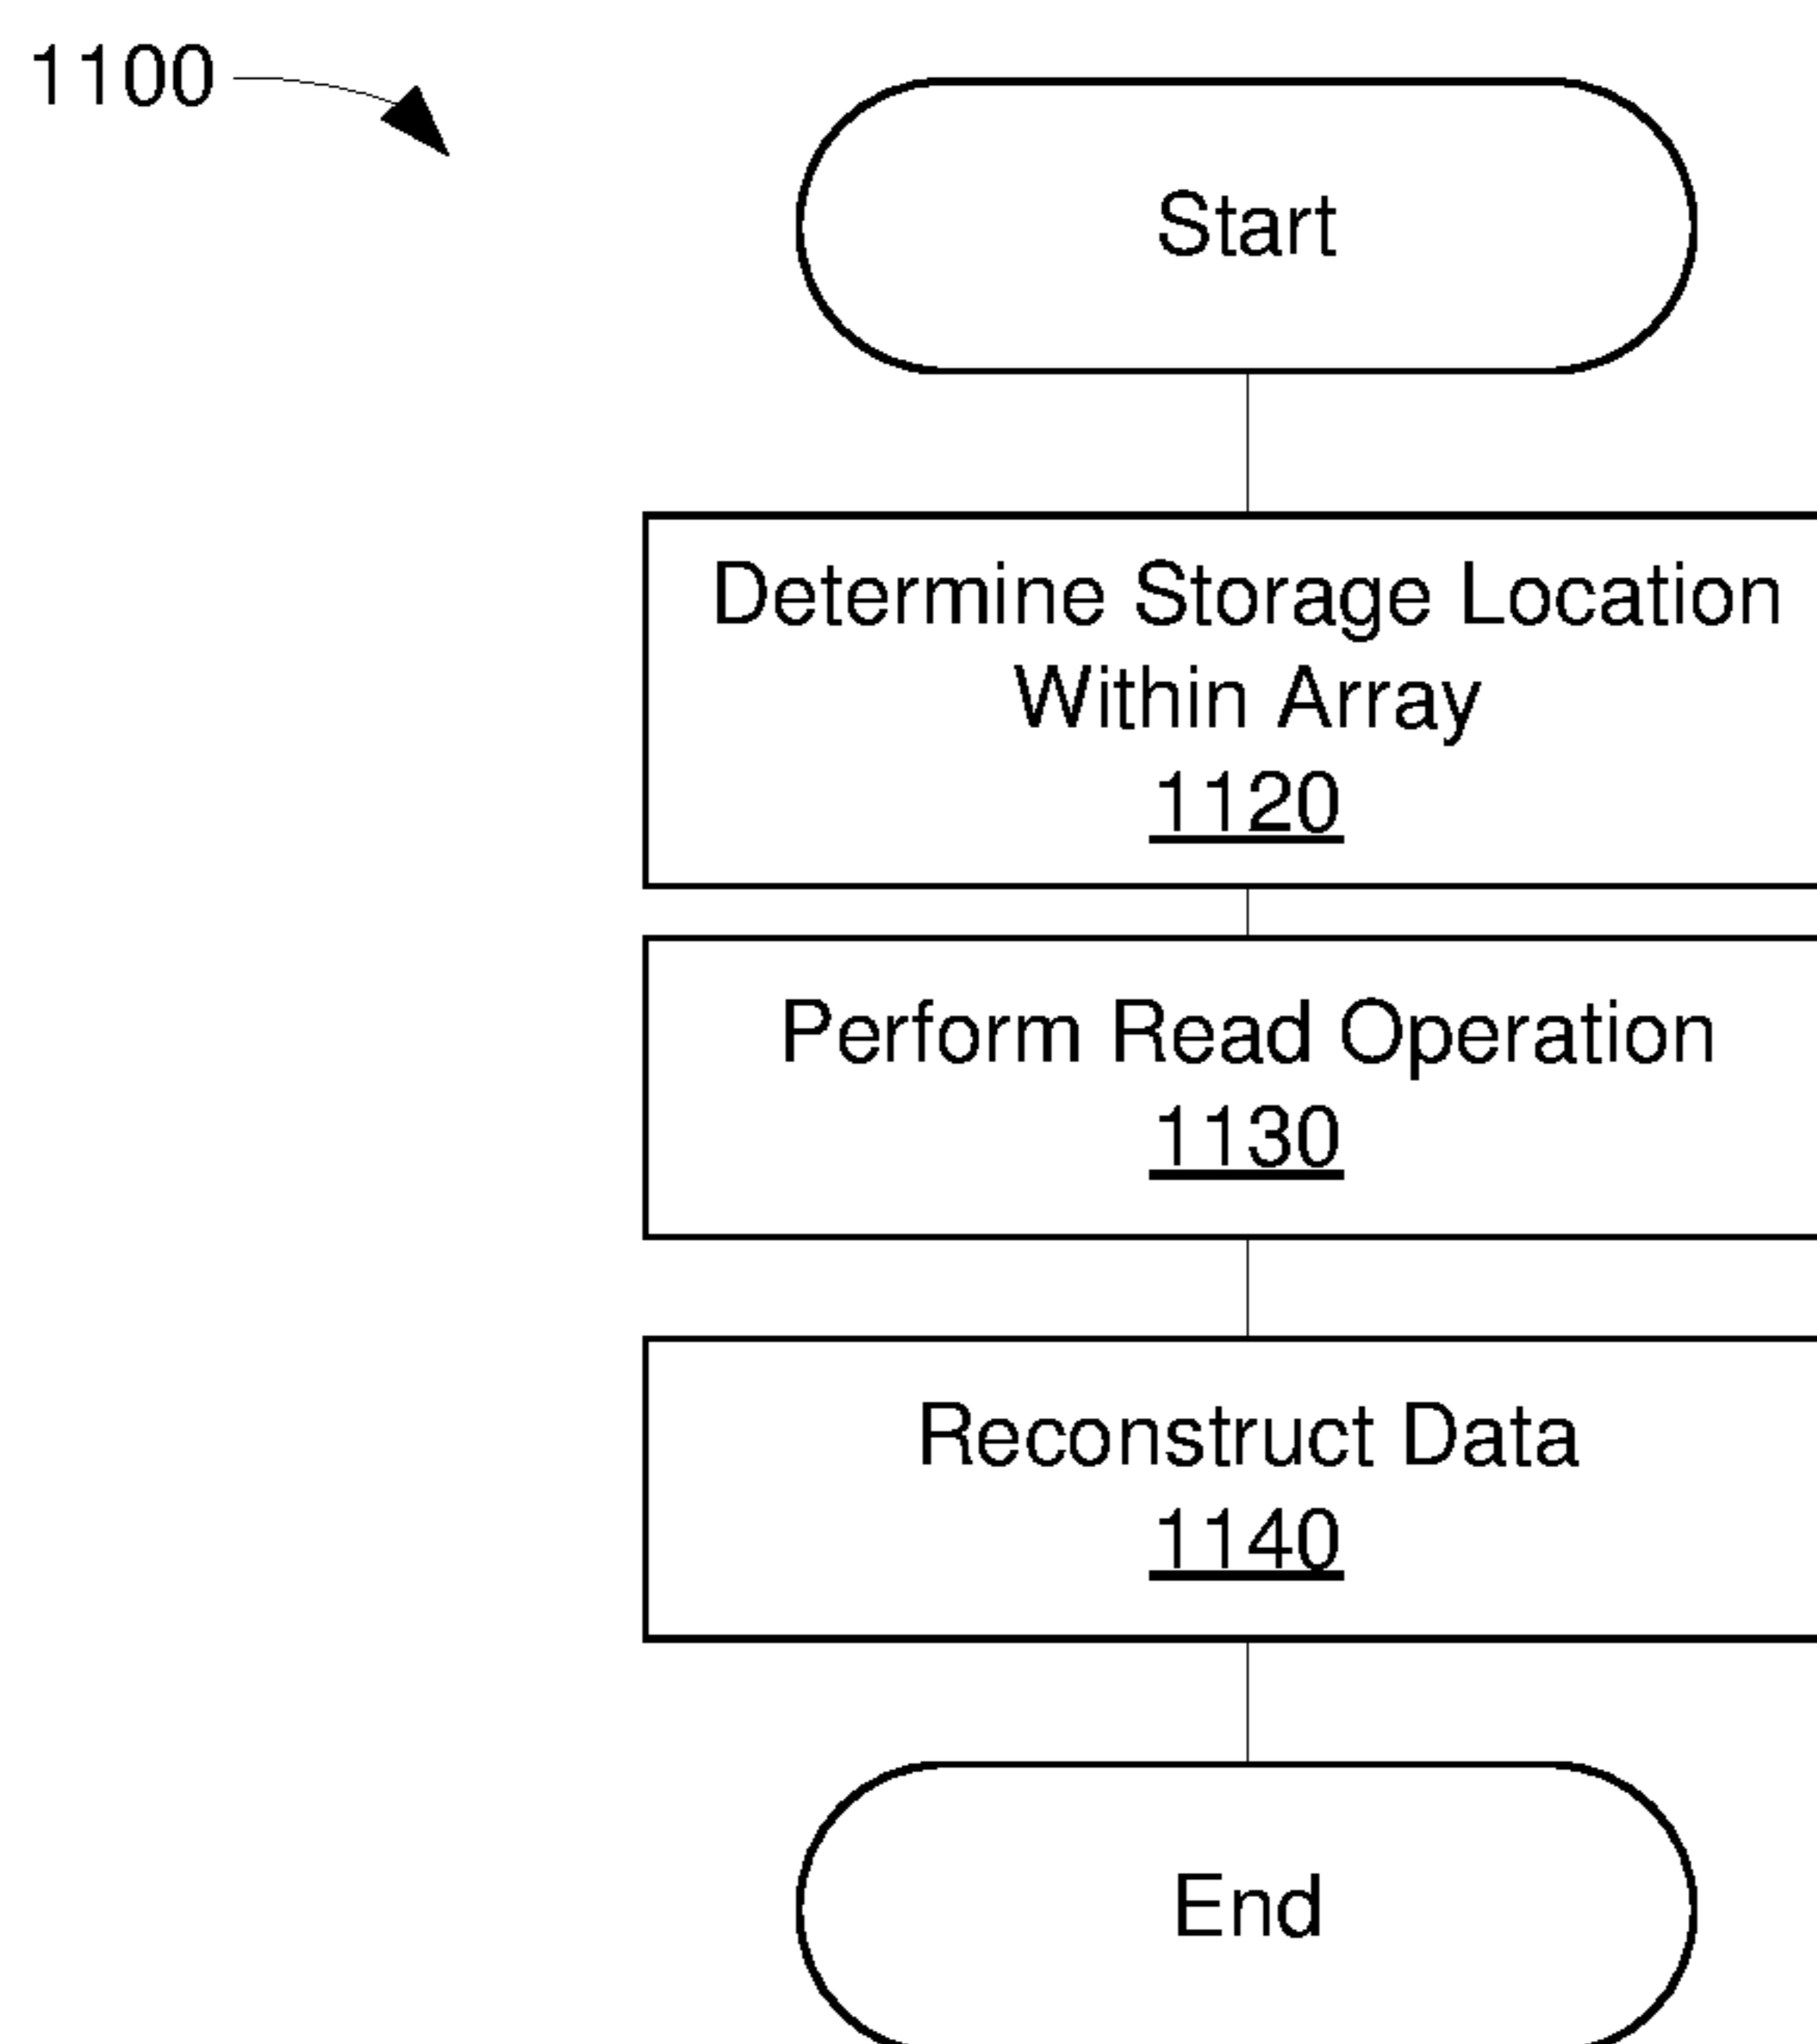 1100
Start
Determine Storage Location
Within Array
1120
Perform Read Operation
1130
Reconstruct Data
1140
End